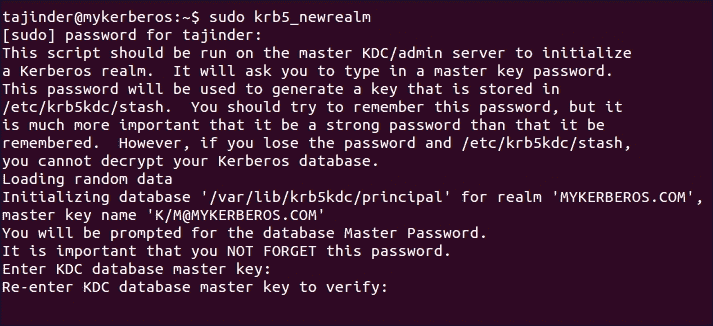 tajinder@mykerberos:~$ sudo krb5_newrealm
[sudo] password for tajinder:
This script should be run on the master KDC/admin server to initialize
a Kerberos realm.  It will ask you to type in a master key password.
This password will be used to generate a key that is stored in
/etc/krb5kdc/stash.  You should try to remember this password, but it
is much more important that it be a strong password than that it be
remembered.  However, if you lose the password and /etc/krb5kdc/stash,
you cannot decrypt your Kerberos database.
Loading random data
Initializing database '/var/lib/krb5kdc/principal' for realm 'MYKERBEROS.COM',
master key name 'K/M@MYKERBEROS.COM'
You will be prompted for the database Master Password.
It is important that you NOT FORGET this password.
Enter KDC database master key:
Re-enter KDC database master key to verify: